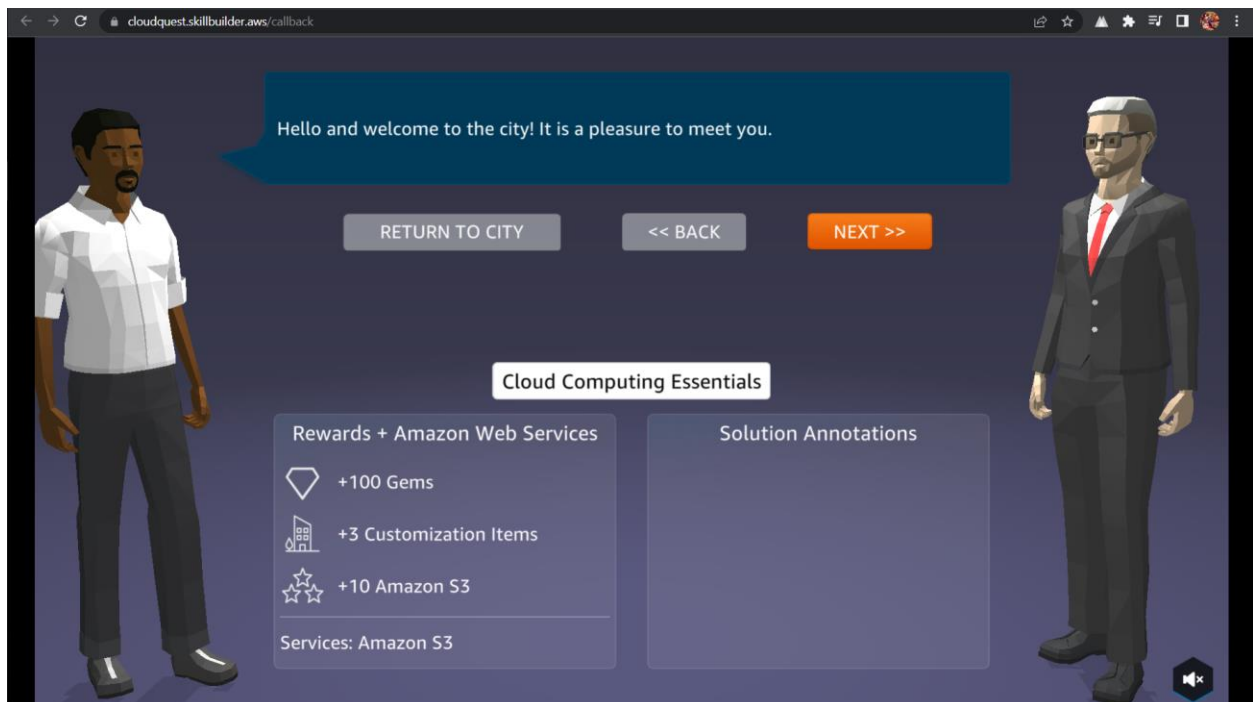 cloudquest.skillbuilder.aws/callback
Hello and welcome to the city! It is a pleasure to meet you.
RETURN TO CITY
<< BACK
NEXT >>
Cloud Computing Essentials
Rewards + Amazon Web Services
+100 Gems
+3 Customization Items
+10 Amazon S3
Services: Amazon S3
Solution Annotations